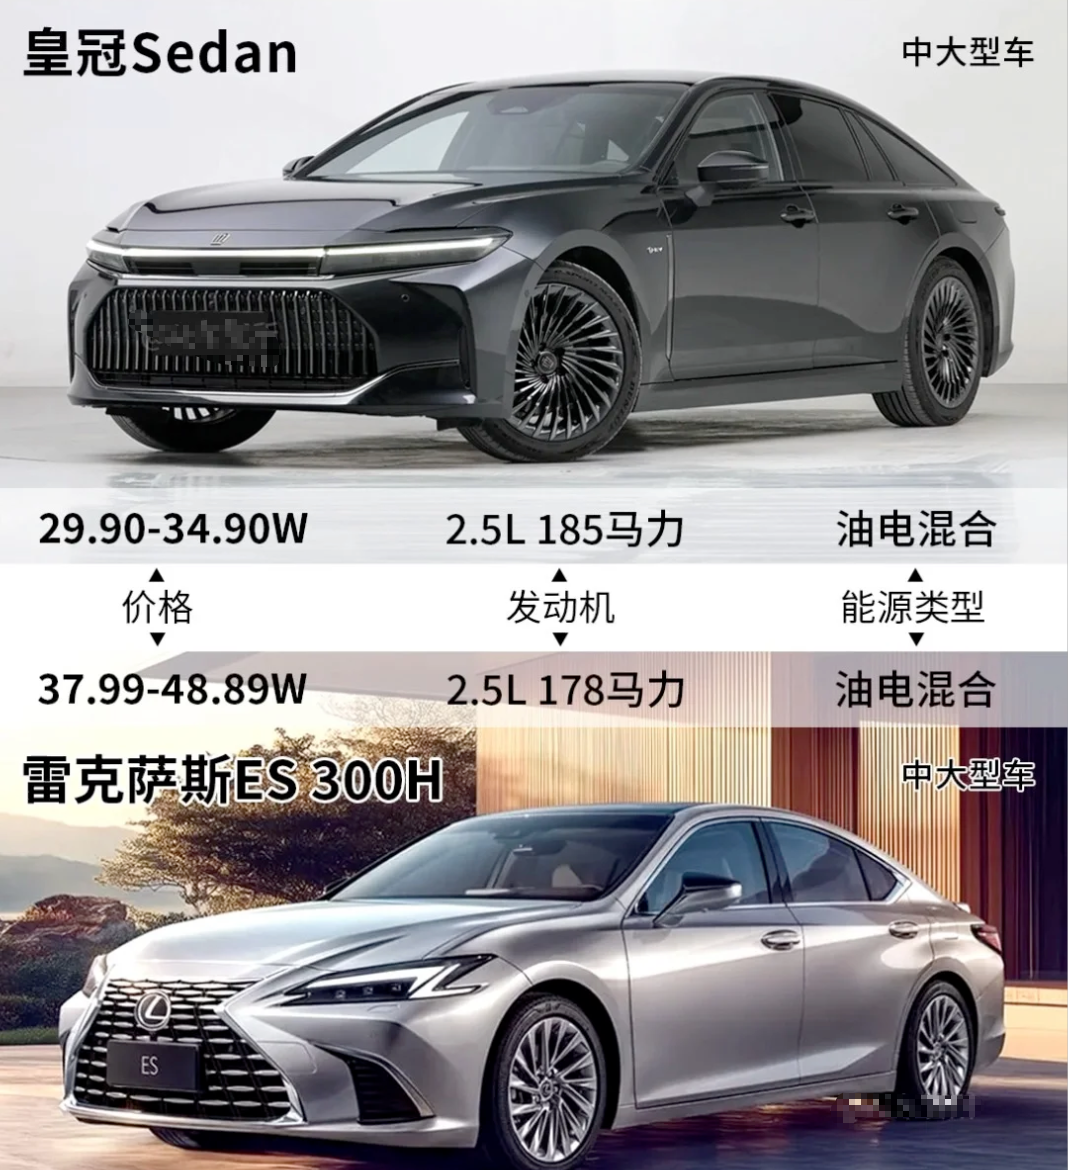 皇冠Sedan
中大型车
29.90-34.90W 2.5L 185马力 油电混合
▲ ▲ ▲
价格 发动机 能源类型
▼ ▼ ▼
37.99-48.89W 2.5L 178马力 油电混合
雷克萨斯ES 300H
中大型车
ES